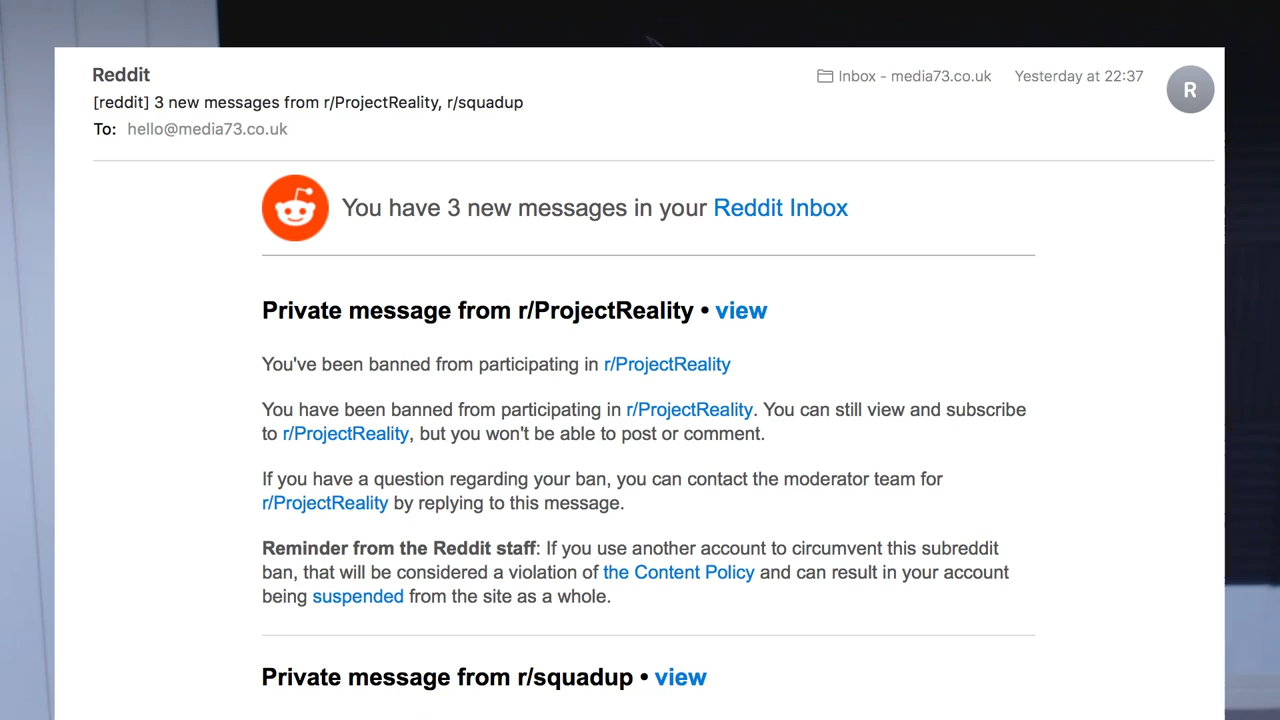 Reddit
Inbox - media73.co.uk
Yesterday at 22:37
R
[reddit] 3 new messages from r/ProjectReality, r/squadup
To: hello@media73.co.uk
You have 3 new messages in your Reddit Inbox
Private message from r/ProjectReality • view
You've been banned from participating in r/ProjectReality
You have been banned from participating in r/ProjectReality. You can still view and subscribe
to r/ProjectReality, but you won't be able to post or comment.
If you have a question regarding your ban, you can contact the moderator team for
r/ProjectReality by replying to this message.
Reminder from the Reddit staff: If you use another account to circumvent this subreddit
ban, that will be considered a violation of the Content Policy and can result in your account
being suspended from the site as a whole.
Private message from r/squadup • view